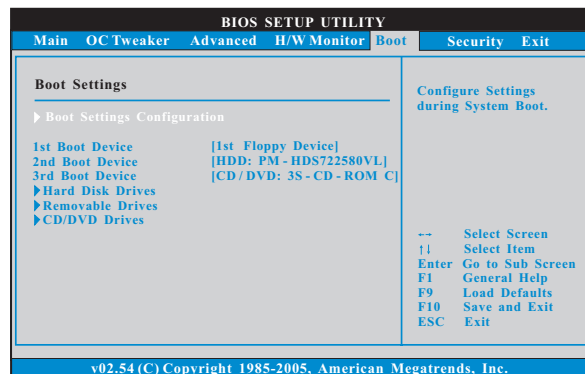 BIOS SETUP UTILITY
Main OC Tweaker Advanced H/W Monitor Boot Security Exit
Boot Settings
Boot Settings Configuration
1st Boot Device [1st Floppy Device]
2nd Boot Device [HDD: PM - HDS722580VL]
3rd Boot Device [CD / DVD: 3S - CD - ROM C]
Hard Disk Drives
Removable Drives
CD/DVD Drives
Configure Settings
during System Boot.
←→ Select Screen
↑↓ Select Item
Enter Go to Sub Screen
F1 General Help
F9 Load Defaults
F10 Save and Exit
ESC Exit
v02.54 (C) Copyright 1985-2005, American Megatrends, Inc.